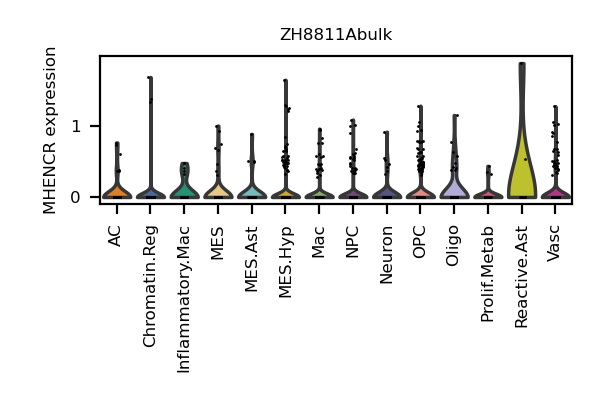 ZH8811Abulk
MHENCR expression
1
0
AC
Chromatin.Reg
Inflammatory.Mac
MES
MES.Ast
MES.Hyp
Mac
NPC
Neuron
OPC
Oligo
Prolif.Metab
Reactive.Ast
Vasc